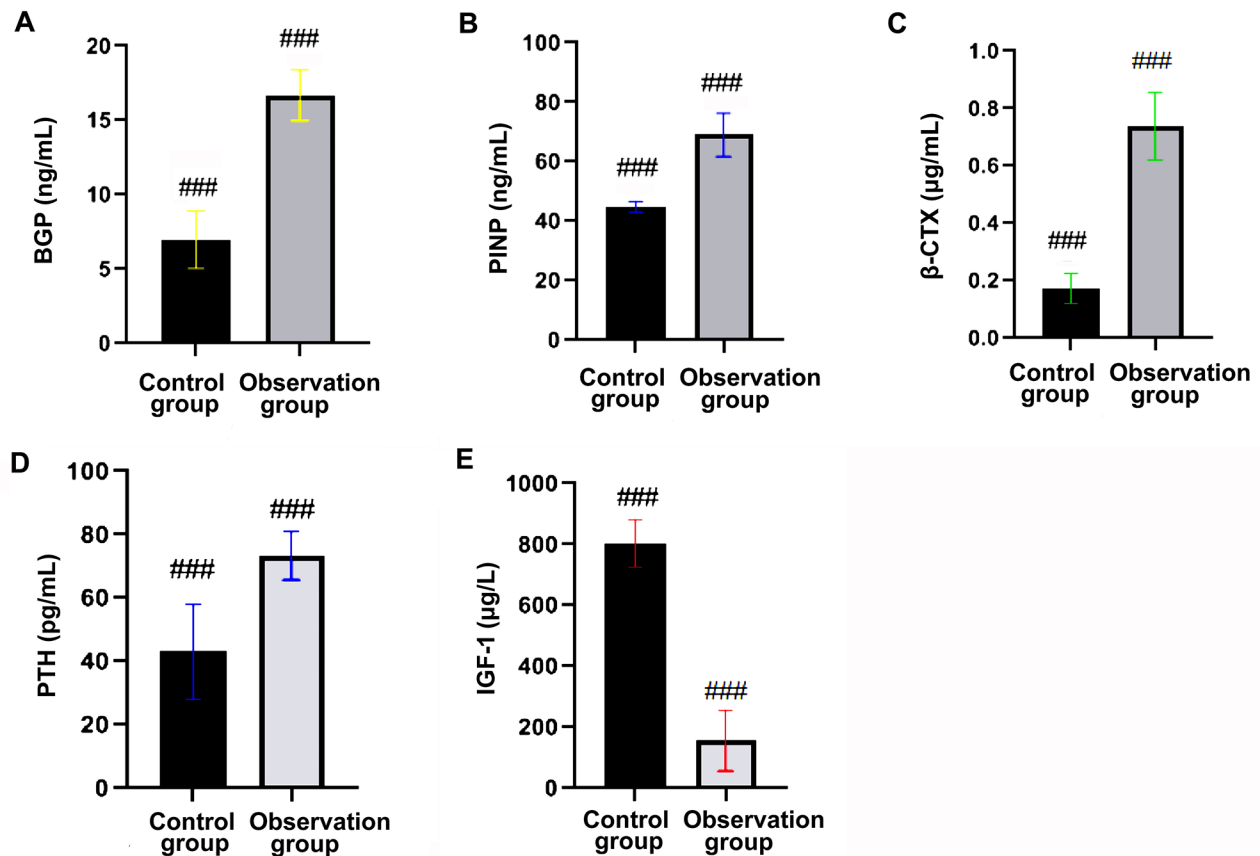 A
BGP (ng/mL)
20
15
10
5
0
###
###
Control group
Observation group
B
PINP (ng/mL)
100
80
60
40
20
0
###
###
Control group
Observation group
C
β-CTX (µg/mL)
1.0
0.8
0.6
0.4
0.2
0.0
###
###
Control group
Observation group
D
PTH (pg/mL)
100
80
60
40
20
0
###
###
Control group
Observation group
E
IGF-1 (µg/L)
1000
800
600
400
200
0
###
###
Control group
Observation group